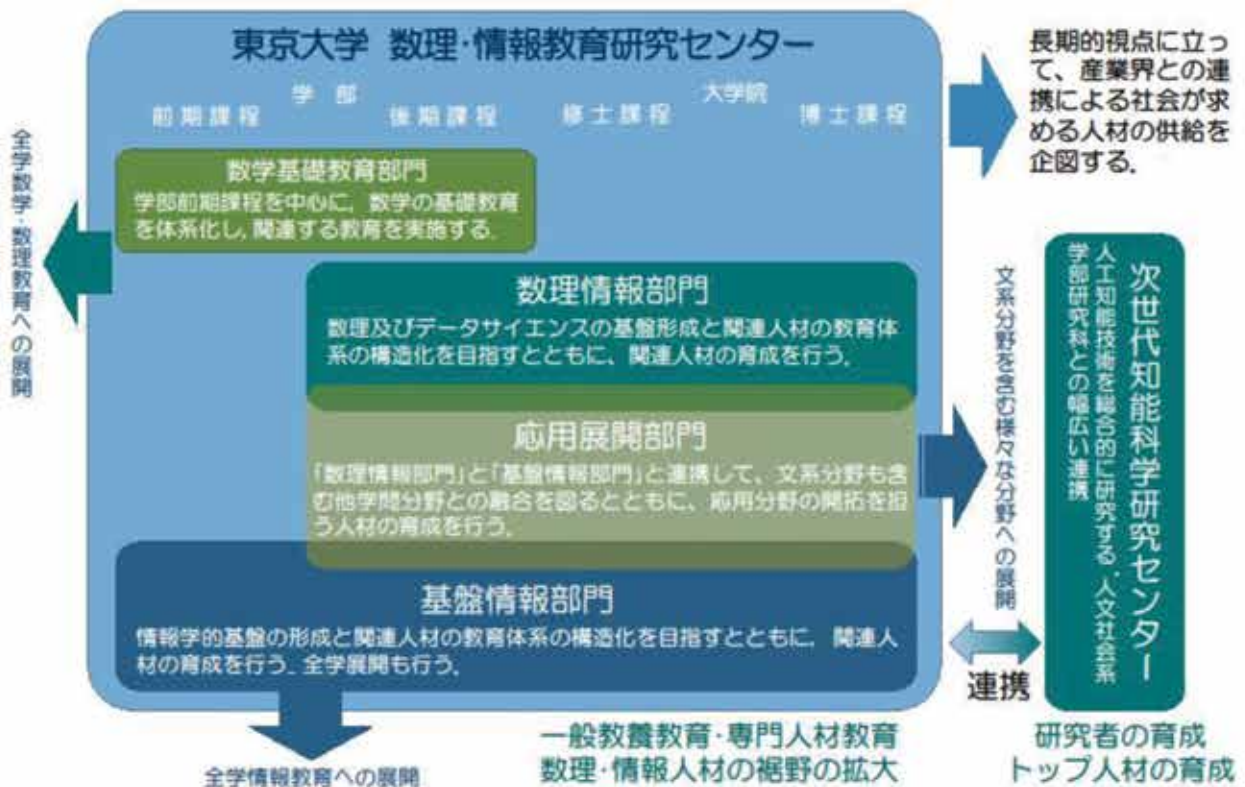 東京大学 数理・情報教育研究センター
学 部
大学院
前期課程
後期課程
修士課程
博士課程
数学基礎教育部門
学部前期課程を中心に、数学の基礎教育
を体系化し、関連する教育を実施する.
数理情報部門
数理及びデータサイエンスの基盤形成と関連人材の教育体
系の構造化を目指すとともに、関連人材の育成を行う.
応用展開部門
「数理情報部門」と「基盤情報部門」と連携して、文系分野も含
む他学問分野との融合を図るとともに、応用分野の開拓を担
う人材の育成を行う.
基盤情報部門
情報学的基盤の形成と関連人材の教育体系の構造化を目指すとともに、関連人
材の育成を行う. 全学展開も行う.
全学数学・数理教育への展開
長期的視点に立っ
て、産業界との連
携による社会が求
める人材の供給を
企図する.
文系分野を含む様々な分野への展開
次世代知能科学研究センター
人工知能技術を総合的に研究する. 人文社会系
学部研究科との幅広い連携
連携
全学情報教育への展開
一般教養教育・専門人材教育
数理・情報人材の裾野の拡大
研究者の育成
トップ人材の育成